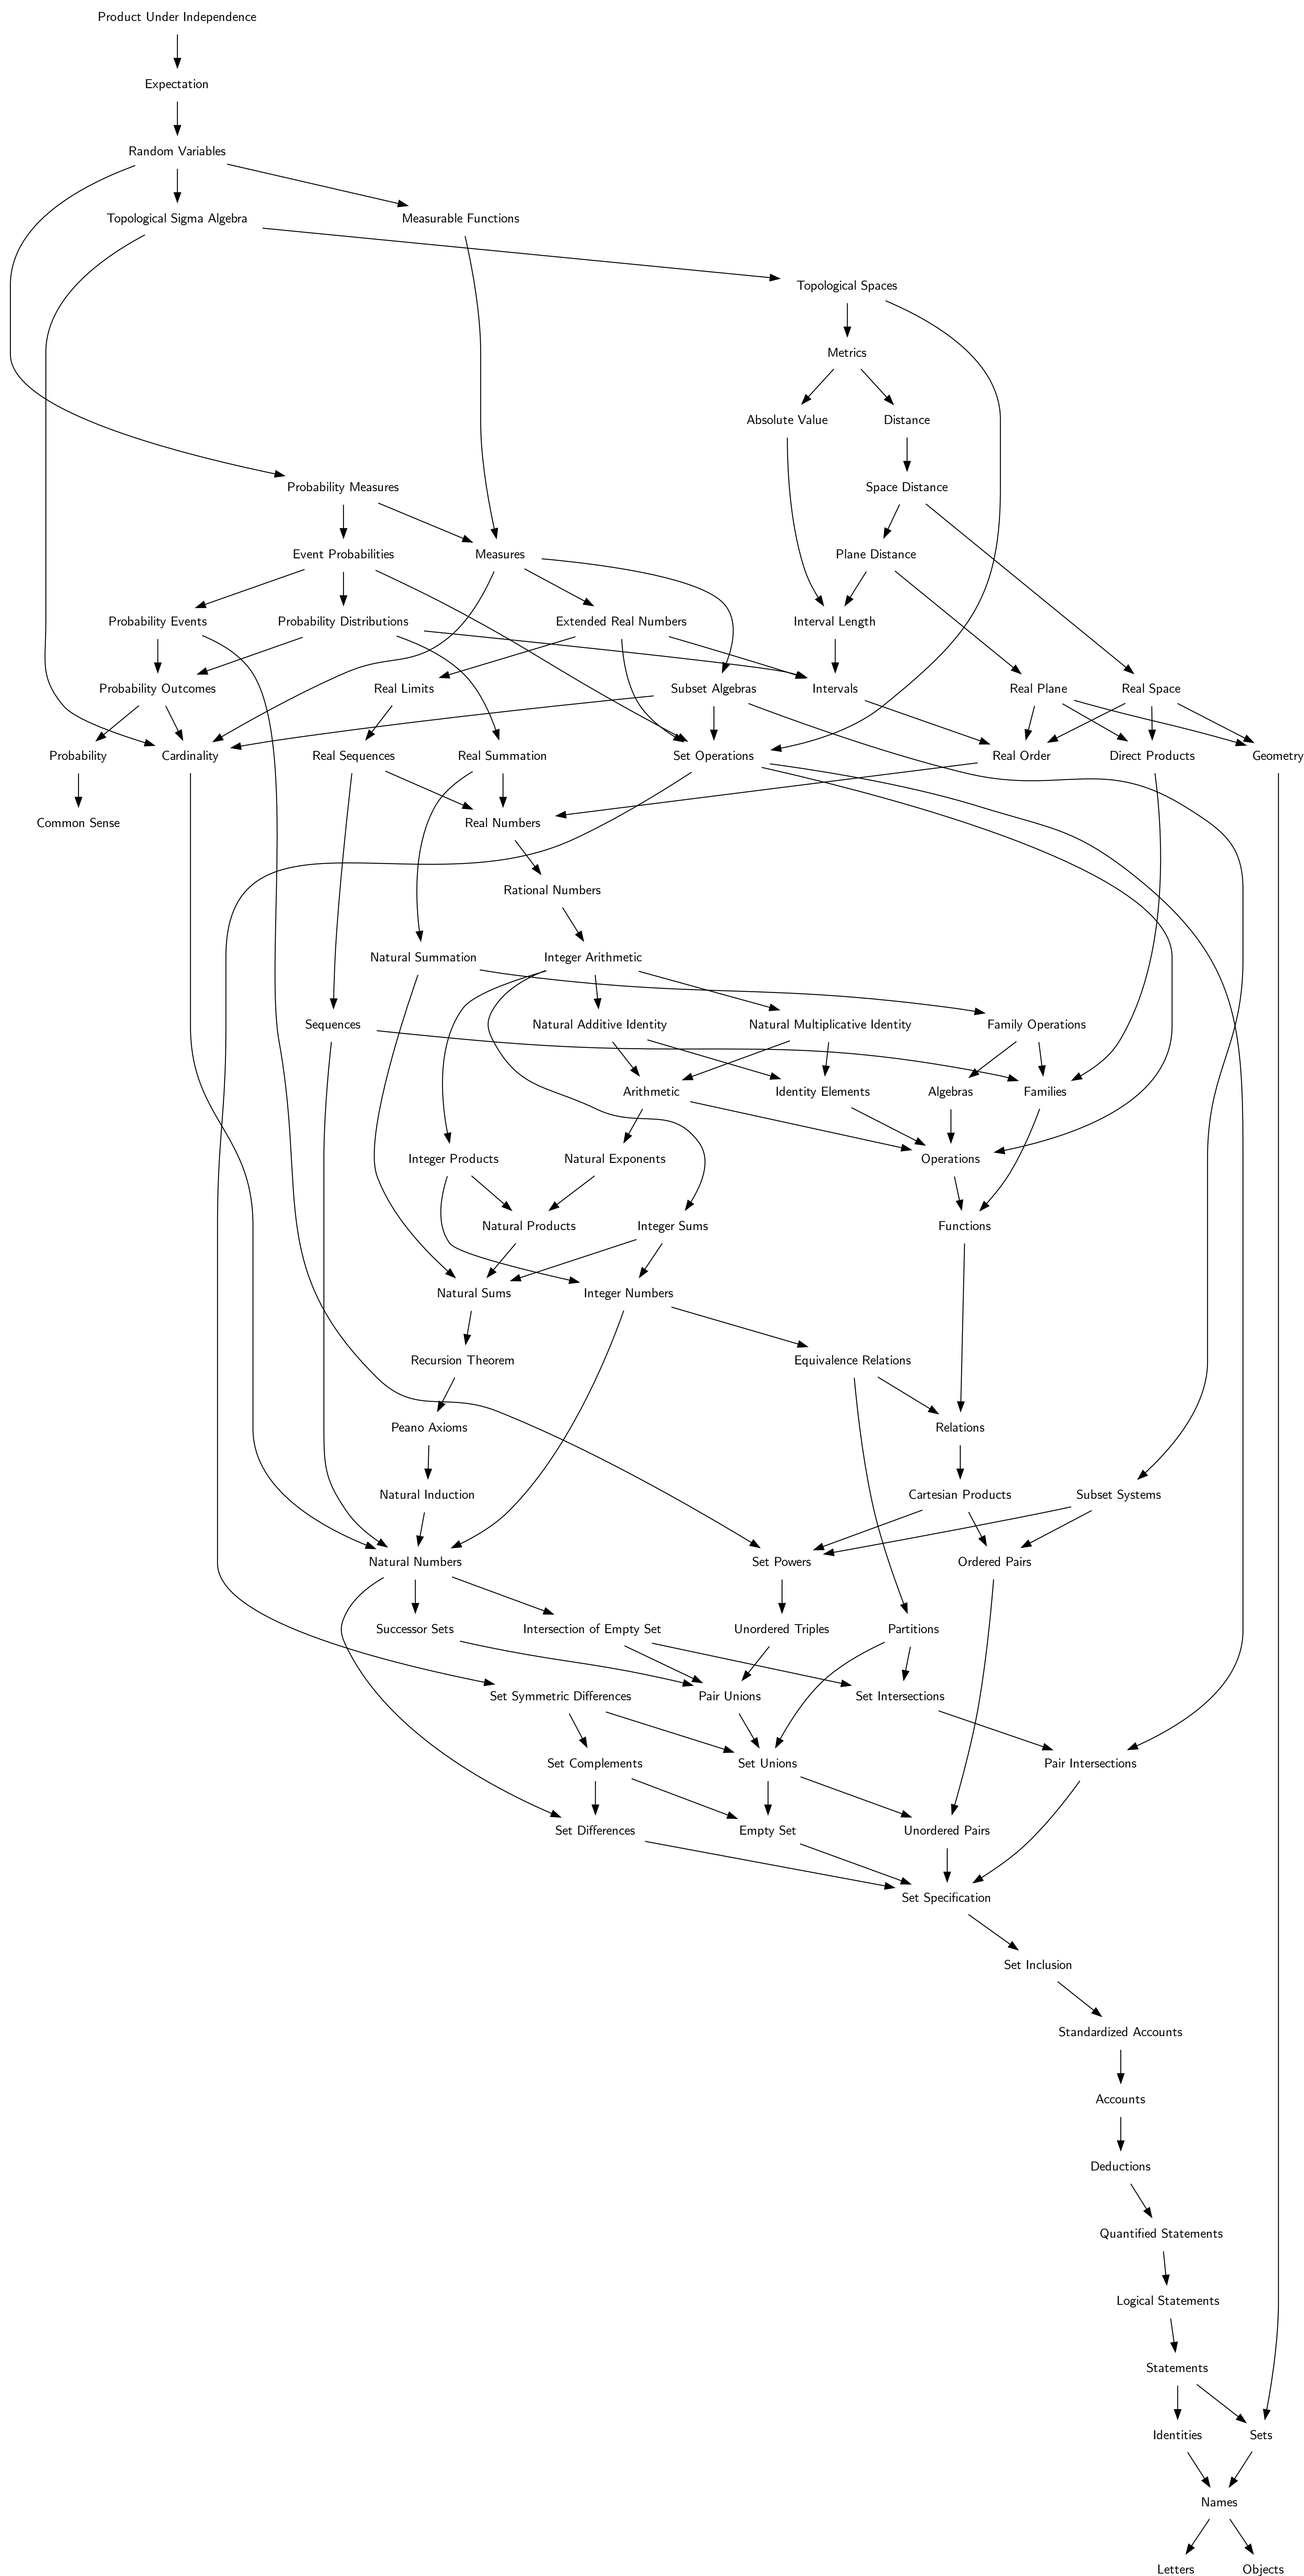 Product Under Independence
Expectation
Random Variables
Topological Sigma Algebra
Measurable Functions
Topological Spaces
Metrics
Absolute Value
Distance
Probability Measures
Space Distance
Event Probabilities
Measures
Plane Distance
Probability Events
Probability Distributions
Extended Real Numbers
Interval Length
Probability Outcomes
Real Limits
Subset Algebras
Intervals
Real Plane
Real Space
Probability
Cardinality
Real Sequences
Real Summation
Set Operations
Real Order
Direct Products
Geometry
Common Sense
Real Numbers
Rational Numbers
Natural Summation
Integer Arithmetic
Sequences
Natural Additive Identity
Natural Multiplicative Identity
Family Operations
Arithmetic
Identity Elements
Algebras
Families
Integer Products
Natural Exponents
Operations
Natural Products
Integer Sums
Functions
Natural Sums
Integer Numbers
Recursion Theorem
Equivalence Relations
Peano Axioms
Relations
Natural Induction
Cartesian Products
Subset Systems
Natural Numbers
Set Powers
Ordered Pairs
Successor Sets
Intersection of Empty Set
Unordered Triples
Partitions
Set Symmetric Differences
Pair Unions
Set Intersections
Set Complements
Set Unions
Pair Intersections
Set Differences
Empty Set
Unordered Pairs
Set Specification
Set Inclusion
Standardized Accounts
Accounts
Deductions
Quantified Statements
Logical Statements
Statements
Identities
Sets
Names
Letters
Objects